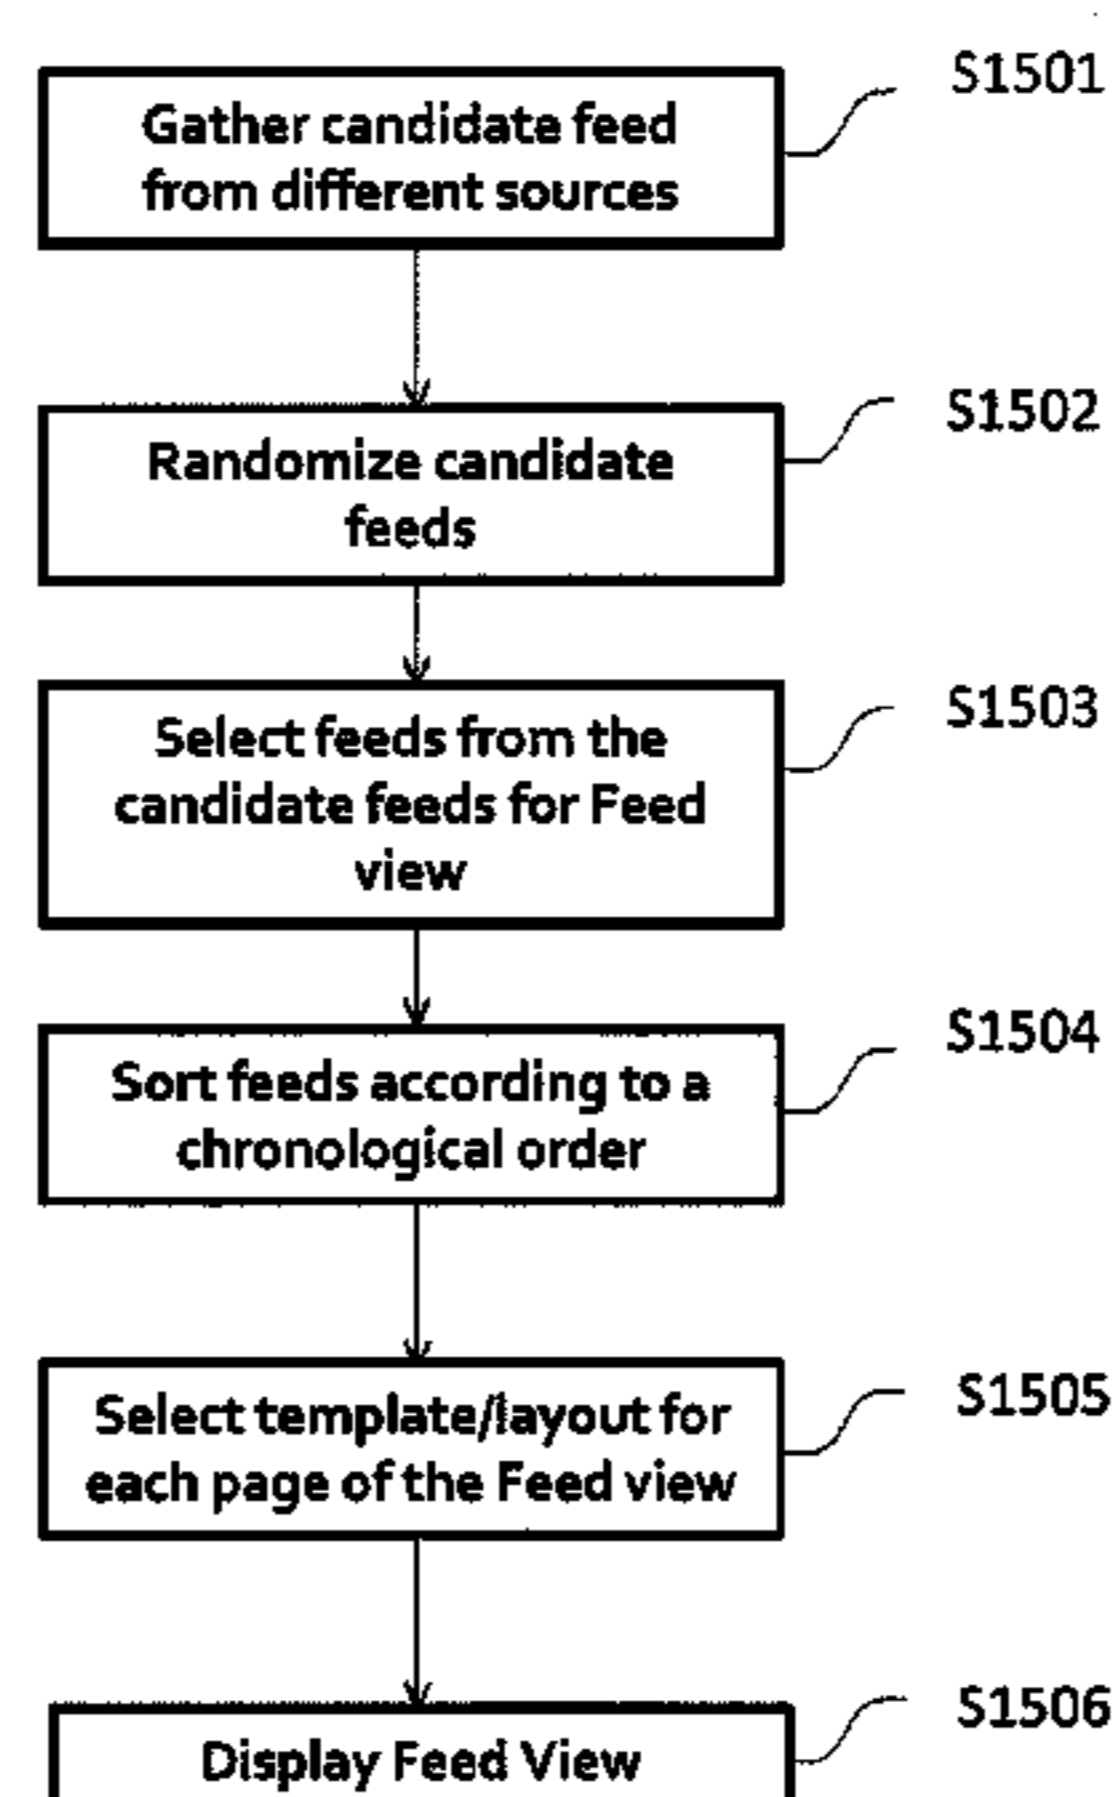 S1501
Gather candidate feed
from different sources
S1502
Randomize candidate
feeds
S1503
Select feeds from the
candidate feeds for Feed
view
S1504
Sort feeds according to a
chronological order
S1505
Select template/layout for
each page of the Feed view
S1506
Display Feed View